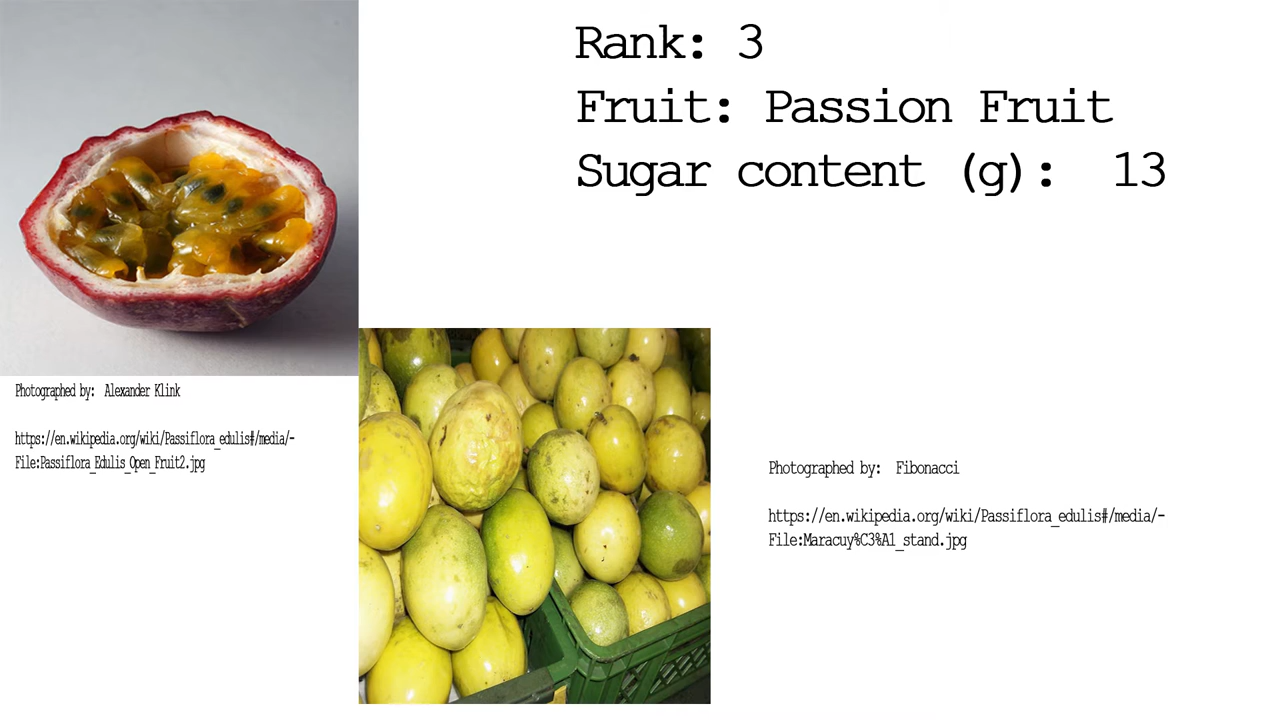 Rank: 3
Fruit: Passion Fruit
Sugar content (g):  13
Photographed by:  Alexander Klink
https://en.wikipedia.org/wiki/Passiflora_edulis#/media/-
File:Passiflora_Edulis_Open_Fruit2.jpg
Photographed by:  Fibonacci
https://en.wikipedia.org/wiki/Passiflora_edulis#/media/-
File:Maracuy%C3%A1_stand.jpg